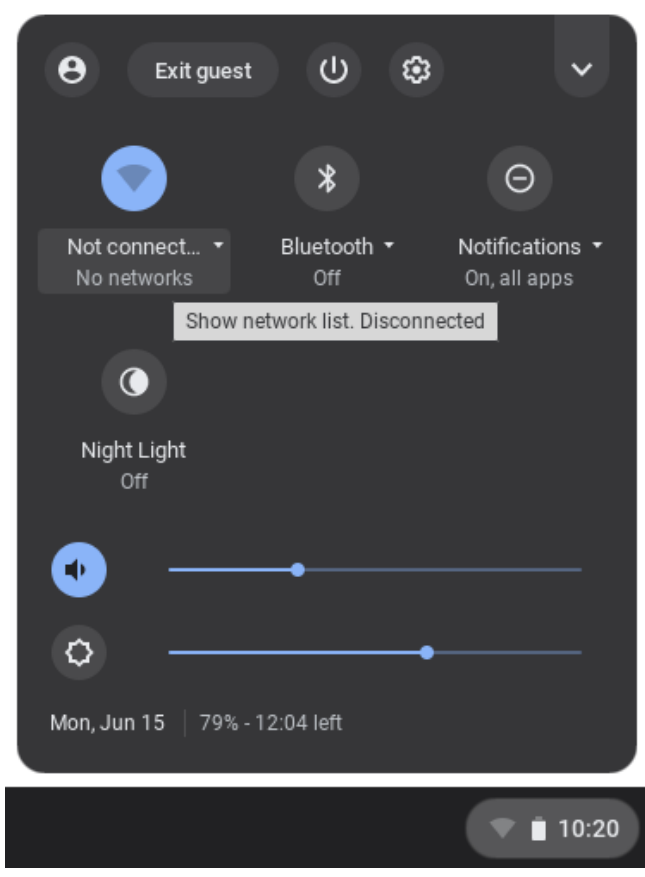 Exit guest
Not connect...
Bluetooth
Notifications
No networks
Off
On, all apps
Show network list. Disconnected
Night Light
Off
Mon, Jun 15
79% - 12:04 left
10:20